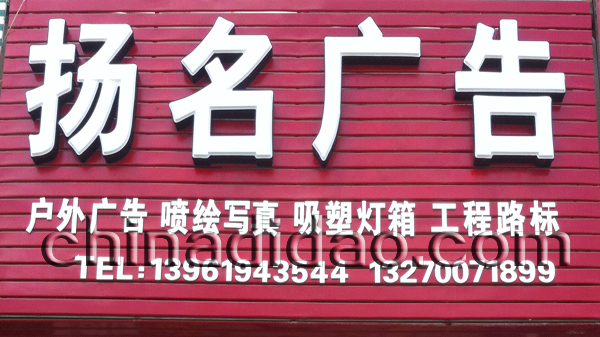 扬名广告
户外广告 喷绘写真 吸塑灯箱 工程路标
chinadidao.com
TEL:13961943544 13270071899